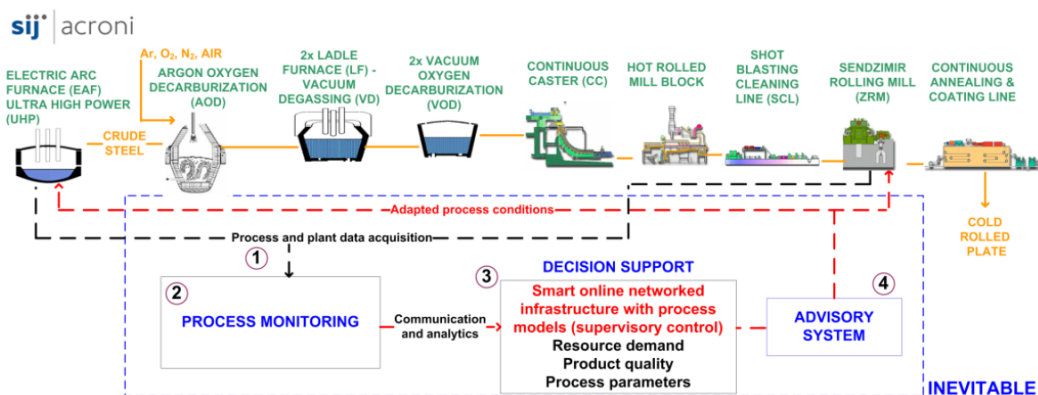 sij acroni
Ar, O₂, N₂, AIR
ELECTRIC ARC
FURNACE (EAF)
ULTRA HIGH POWER
(UHP)
CRUDE
STEEL
ARGON OXYGEN
DECARBURIZATION
(AOD)
2x LADLE
FURNACE (LF) -
VACUUM
DEGASSING (VD)
2x VACUUM
OXYGEN
DECARBURIZATION
(VOD)
CONTINUOUS
CASTER (CC)
HOT ROLLED
MILL BLOCK
SHOT
BLASTING
CLEANING
LINE (SCL)
SENDZIMIR
ROLLING MILL
(ZRM)
CONTINUOUS
ANNEALING &
COATING LINE
COLD
ROLLED
PLATE
Adapted process conditions
Process and plant data acquisition
1
2
PROCESS MONITORING
Communication
and analytics
3
DECISION SUPPORT
Smart online networked
infrastructure with process
models (supervisory control)
Resource demand
Product quality
Process parameters
4
ADVISORY
SYSTEM
INEVITABLE